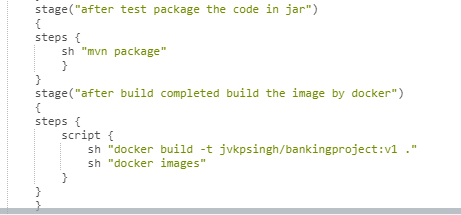 stage("after test package the code in jar")
{
steps {
sh "mvn package"
}
}
stage("after build completed build the image by docker")
{
steps {
script {
sh "docker build -t jvkpsingh/bankingproject:v1 ."
sh "docker images"
}
}
}